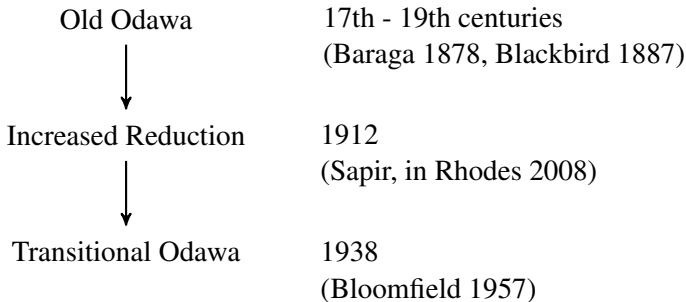 Old Odawa 17th - 19th centuries
(Baraga 1878, Blackbird 1887)
Increased Reduction 1912
(Sapir, in Rhodes 2008)
Transitional Odawa 1938
(Bloomfield 1957)